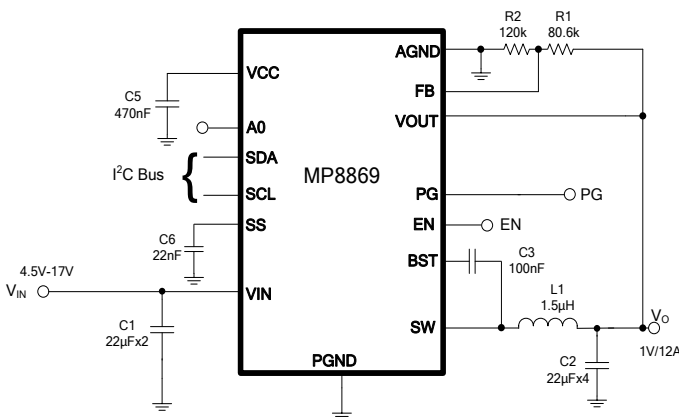 R2
120k
R1
80.6k
AGND
FB
VOUT
VCC
C5
470nF
A0
SDA
I²C Bus
SCL
MP8869
PG
PG
EN
EN
SS
C6
22nF
BST
C3
100nF
4.5V-17V
VIN
VIN
C1
22µFx2
L1
1.5µH
SW
VO
1V/12A
C2
22µFx4
PGND